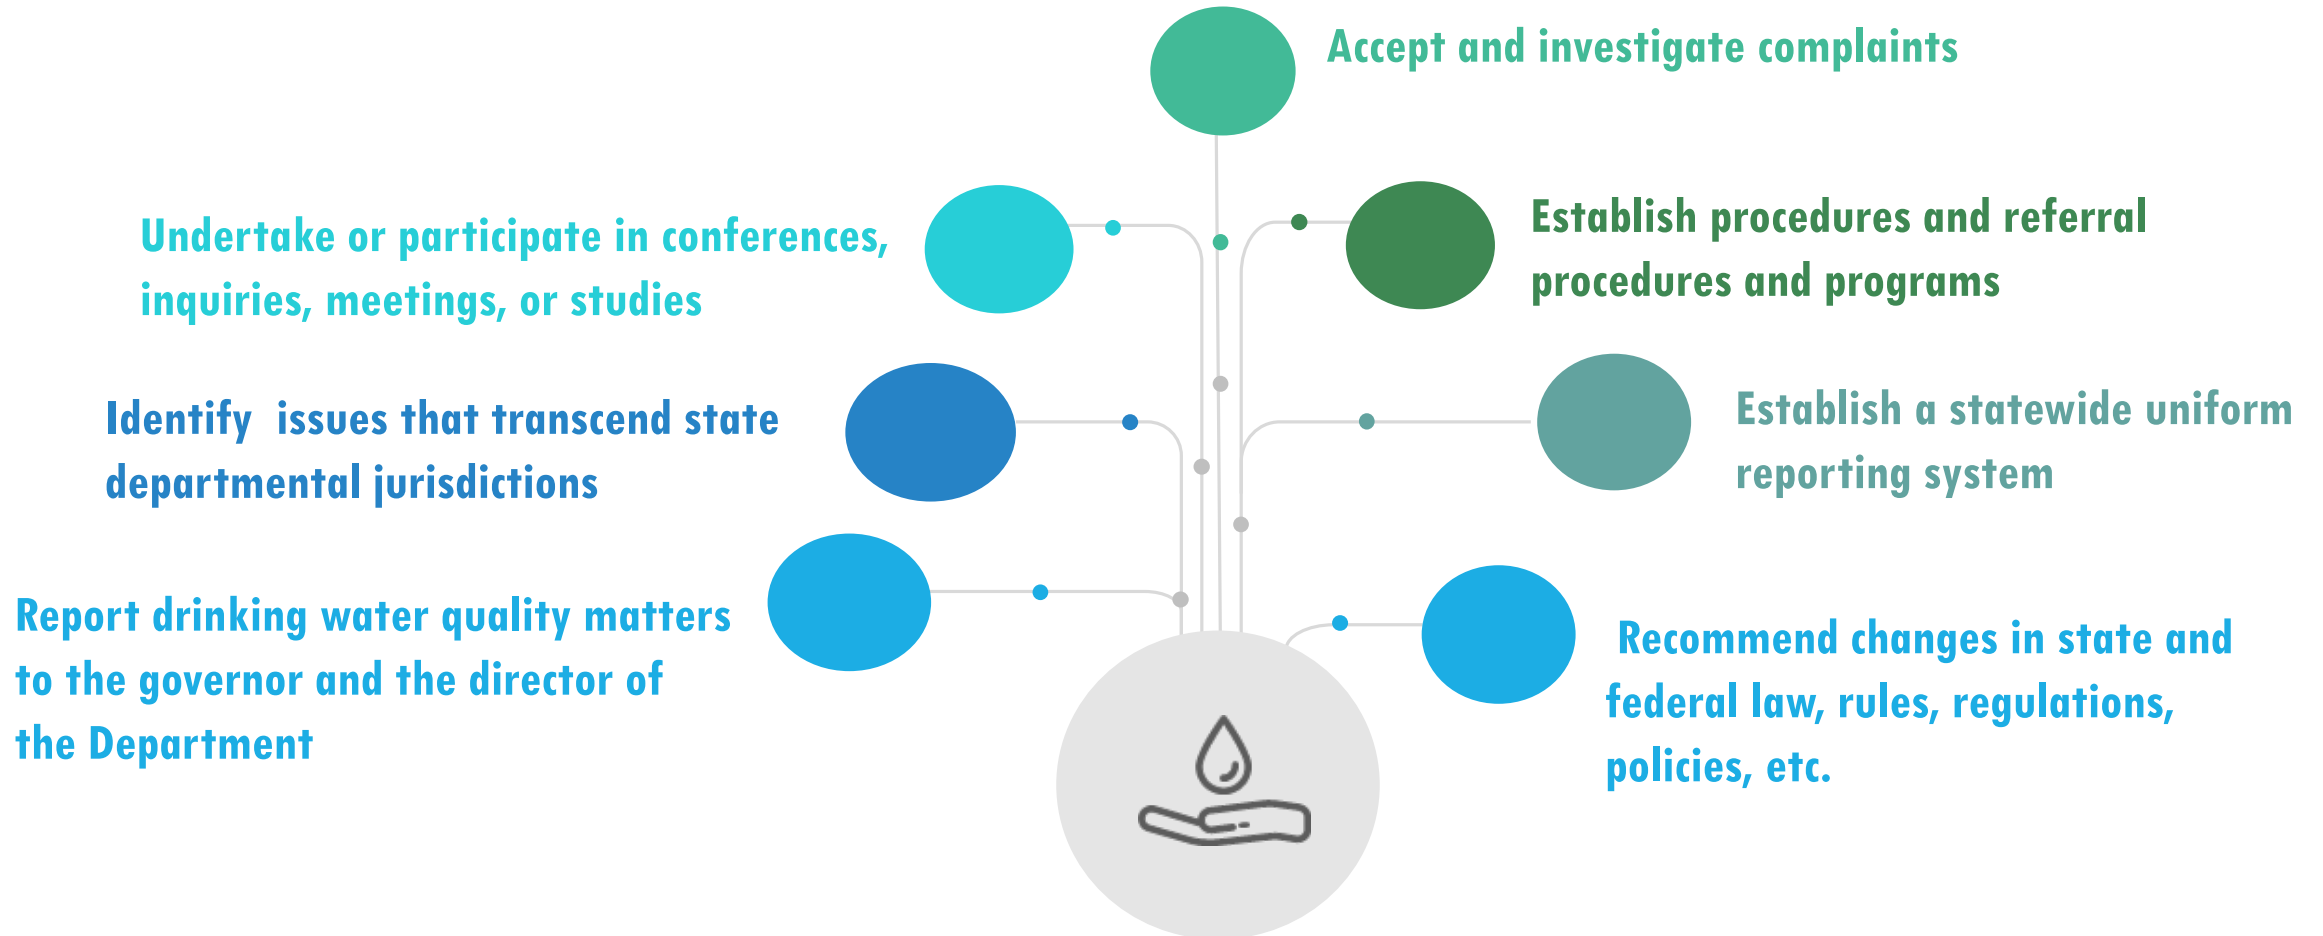 Accept and investigate complaints
Undertake or participate in conferences,
inquiries, meetings, or studies
Establish procedures and referral
procedures and programs
Identify  issues that transcend state
departmental jurisdictions
Establish a statewide uniform
reporting system
Report drinking water quality matters
to the governor and the director of
the Department
Recommend changes in state and
federal law, rules, regulations,
policies, etc.